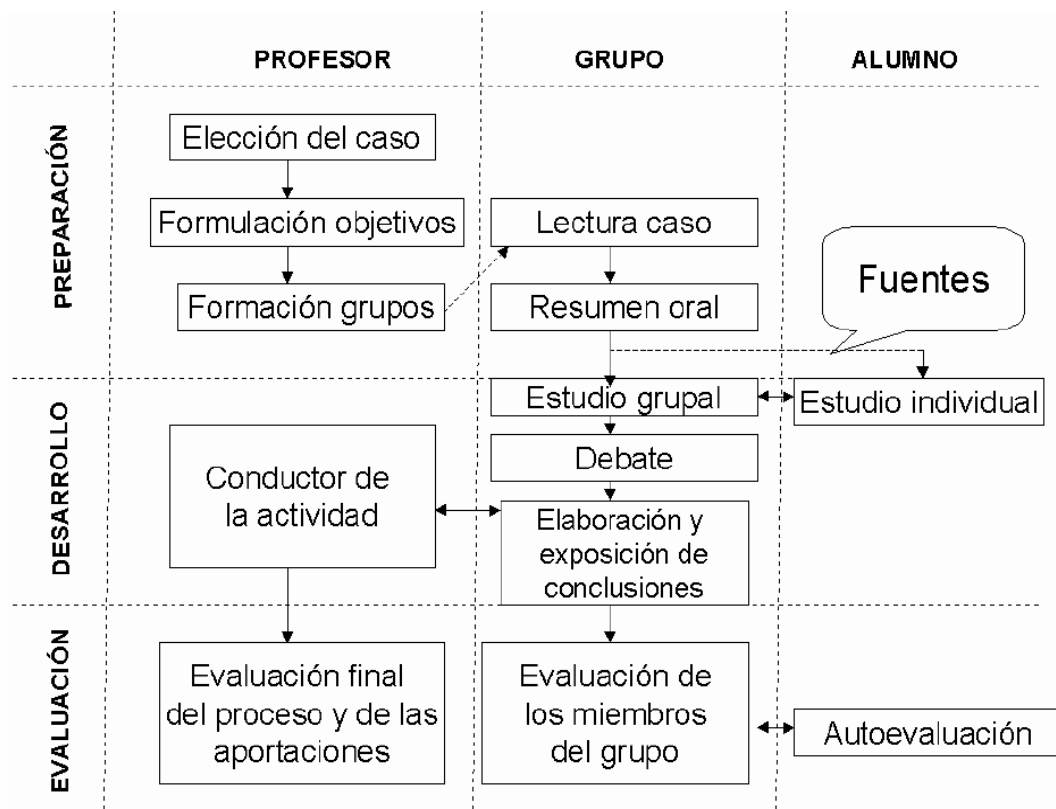 PROFESOR
GRUPO
ALUMNO
PREPARACIÓN
Elección del caso
Formulación objetivos
Lectura caso
Formación grupos
Resumen oral
Fuentes
DESARROLLO
Estudio grupal
Estudio individual
Debate
Conductor de
la actividad
Elaboración y
exposición de
conclusiones
EVALUACIÓN
Evaluación final
del proceso y de las
aportaciones
Evaluación de
los miembros
del grupo
Autoevaluación